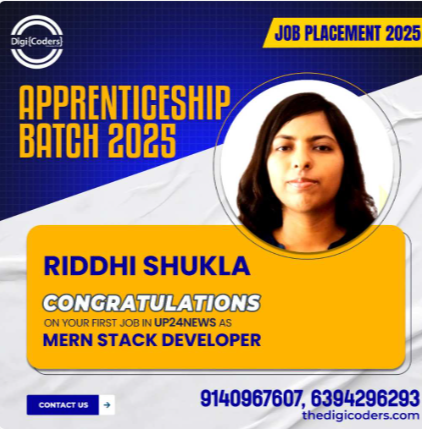 Digi{Coders}
JOB PLACEMENT 2025
APPRENTICESHIP
BATCH 2025
RIDDHI SHUKLA
CONGRATULATIONS
ON YOUR FIRST JOB IN UP24NEWS AS
MERN STACK DEVELOPER
CONTACT US →
9140967607, 6394296293
thedigicoders.com